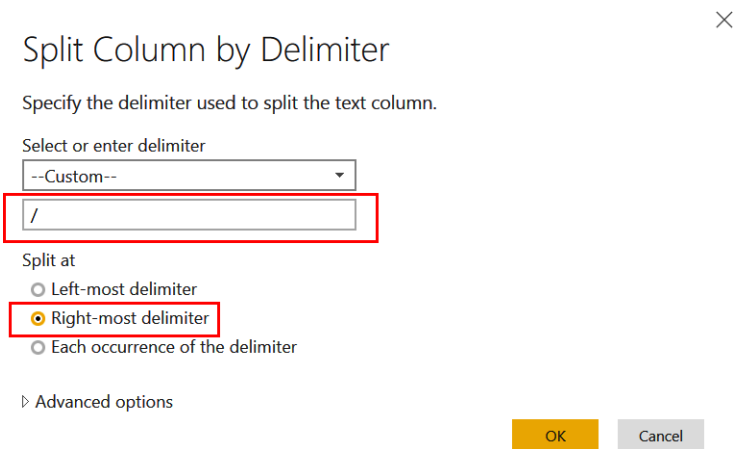 Split Column by Delimiter
Specify the delimiter used to split the text column.
Select or enter delimiter
--Custom--
/
Split at
Left-most delimiter
Right-most delimiter
Each occurrence of the delimiter
Advanced options
OK Cancel